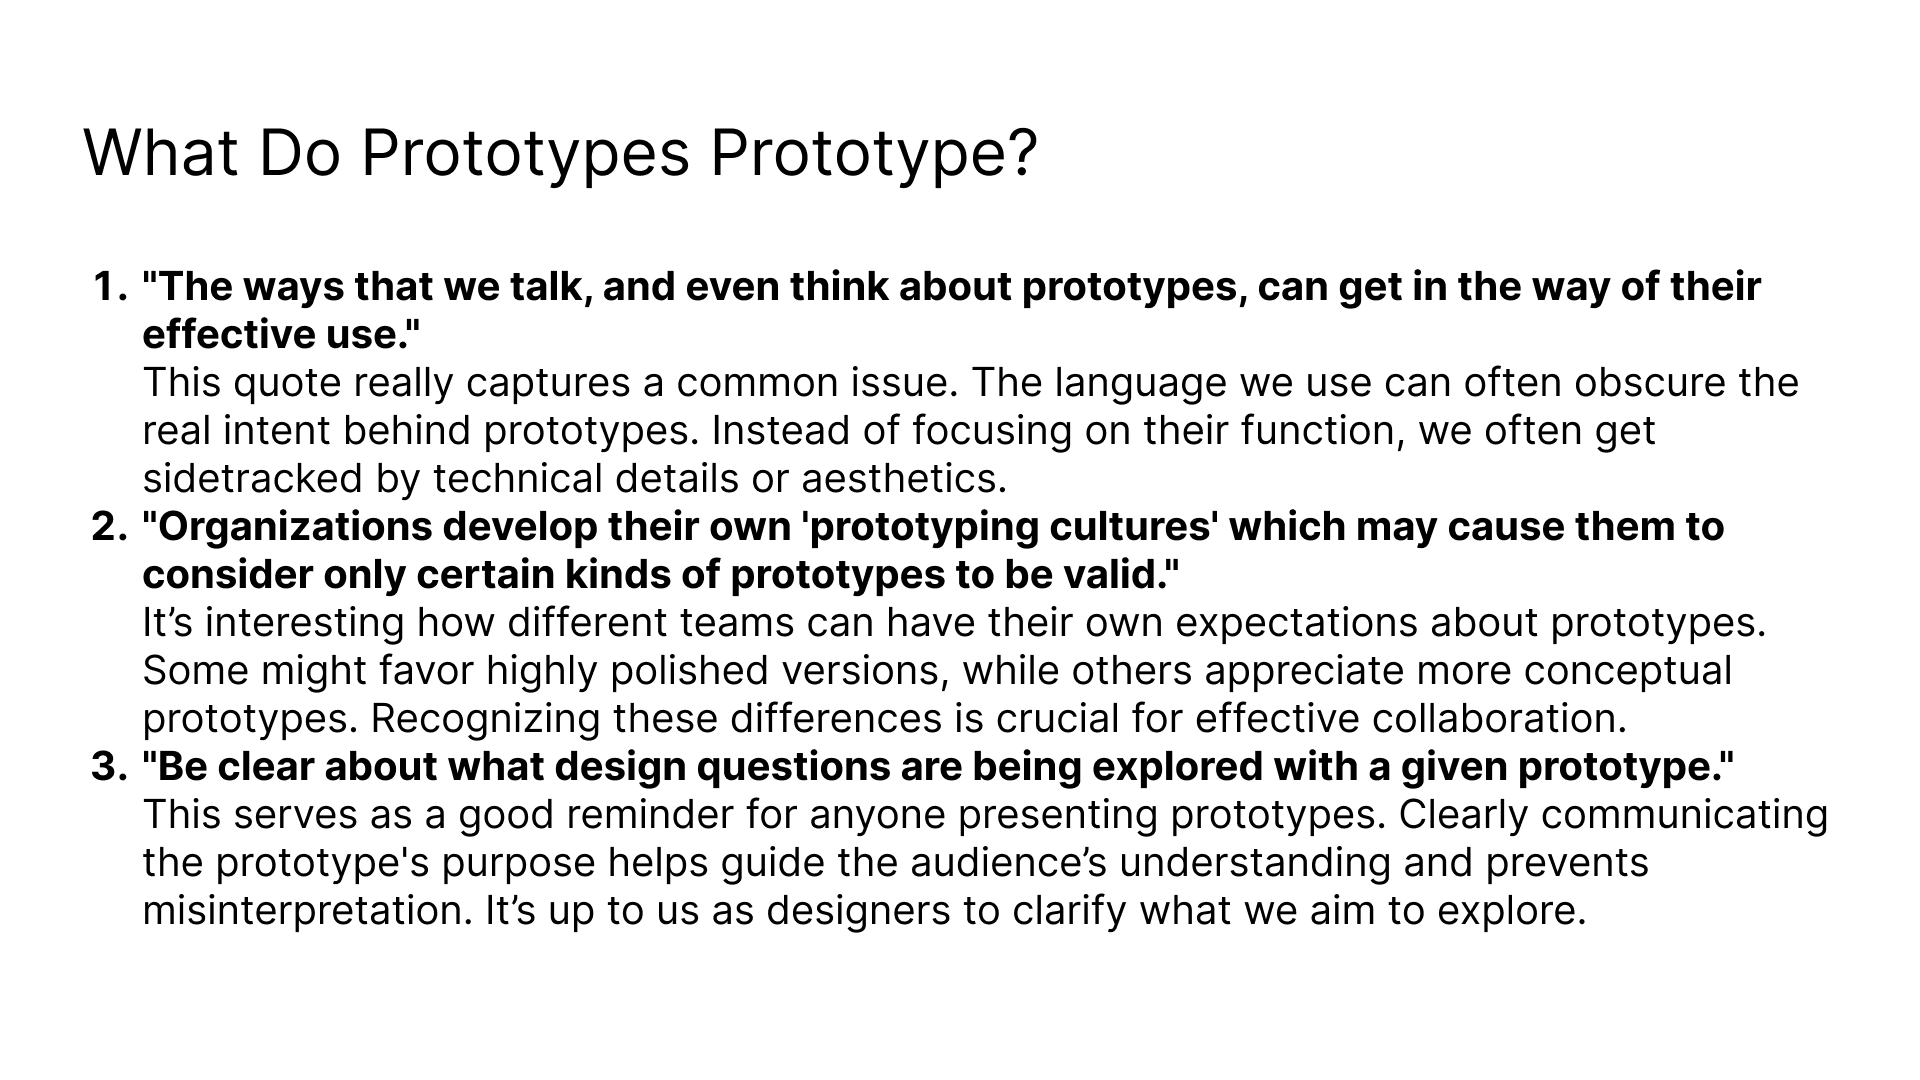 What Do Prototypes Prototype?
1. "The ways that we talk, and even think about prototypes, can get in the way of their
effective use."
This quote really captures a common issue. The language we use can often obscure the
real intent behind prototypes. Instead of focusing on their function, we often get
sidetracked by technical details or aesthetics.
2. "Organizations develop their own 'prototyping cultures' which may cause them to
consider only certain kinds of prototypes to be valid."
It’s interesting how different teams can have their own expectations about prototypes.
Some might favor highly polished versions, while others appreciate more conceptual
prototypes. Recognizing these differences is crucial for effective collaboration.
3. "Be clear about what design questions are being explored with a given prototype."
This serves as a good reminder for anyone presenting prototypes. Clearly communicating
the prototype's purpose helps guide the audience’s understanding and prevents
misinterpretation. It’s up to us as designers to clarify what we aim to explore.